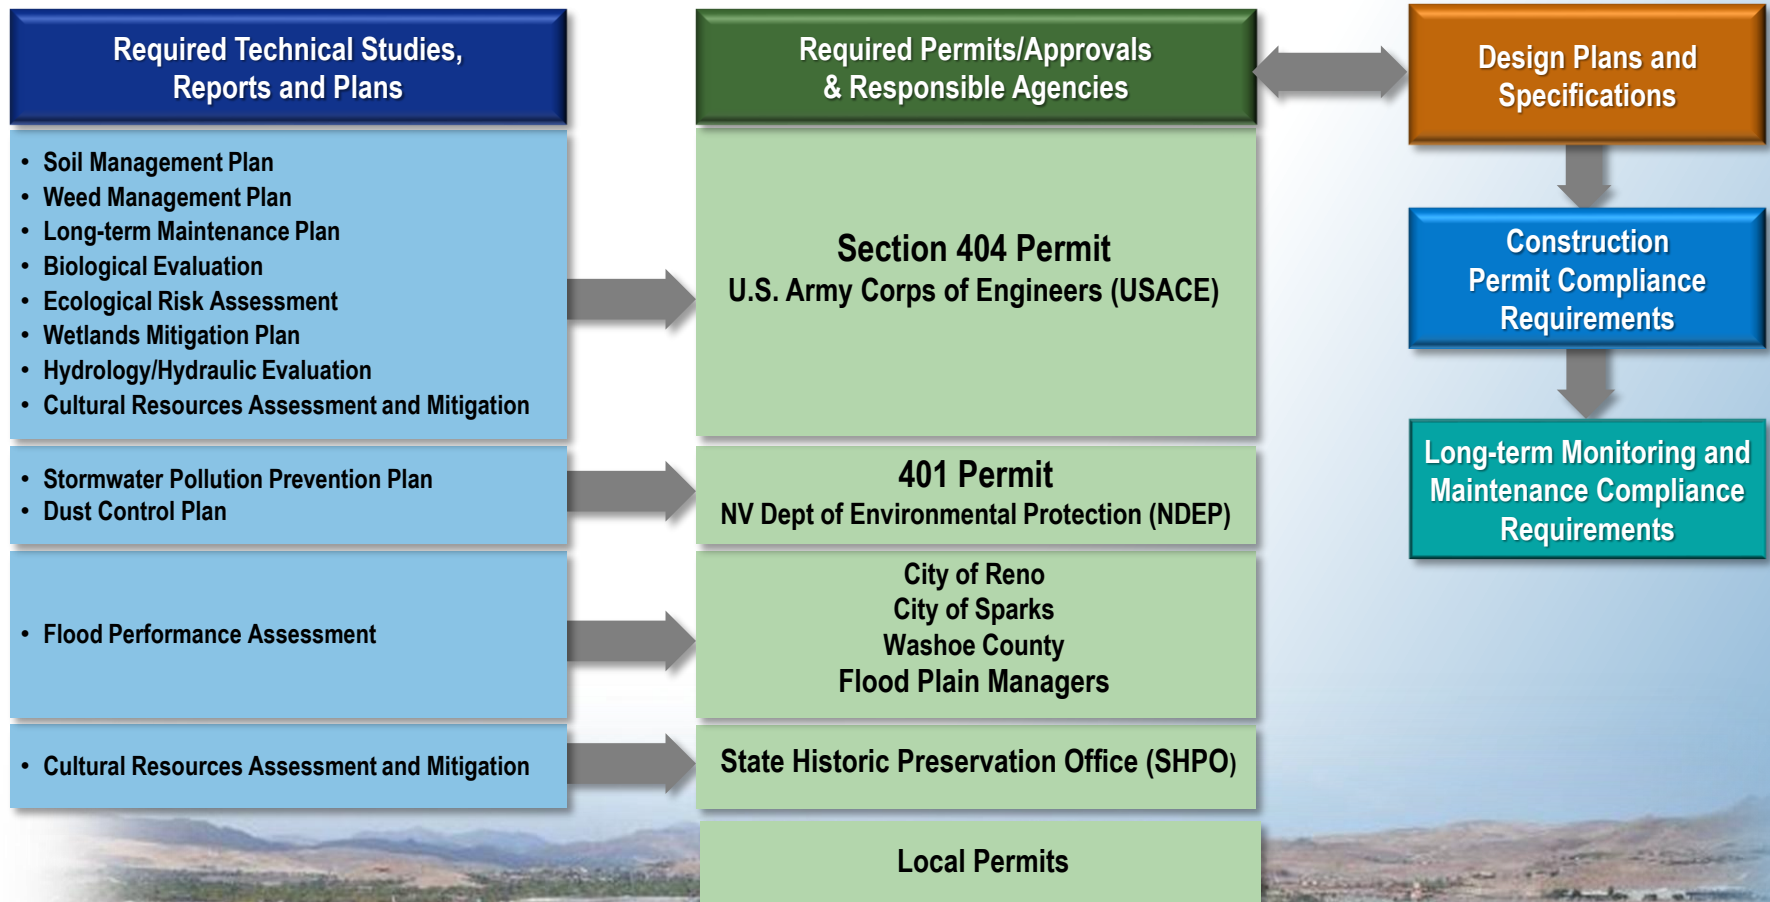 Required Technical Studies,
Reports and Plans
• Soil Management Plan
• Weed Management Plan
• Long-term Maintenance Plan
• Biological Evaluation
• Ecological Risk Assessment
• Wetlands Mitigation Plan
• Hydrology/Hydraulic Evaluation
• Cultural Resources Assessment and Mitigation
• Stormwater Pollution Prevention Plan
• Dust Control Plan
• Flood Performance Assessment
• Cultural Resources Assessment and Mitigation
Required Permits/Approvals
& Responsible Agencies
Section 404 Permit
U.S. Army Corps of Engineers (USACE)
401 Permit
NV Dept of Environmental Protection (NDEP)
City of Reno
City of Sparks
Washoe County
Flood Plain Managers
State Historic Preservation Office (SHPO)
Local Permits
Design Plans and
Specifications
Construction
Permit Compliance
Requirements
Long-term Monitoring and
Maintenance Compliance
Requirements